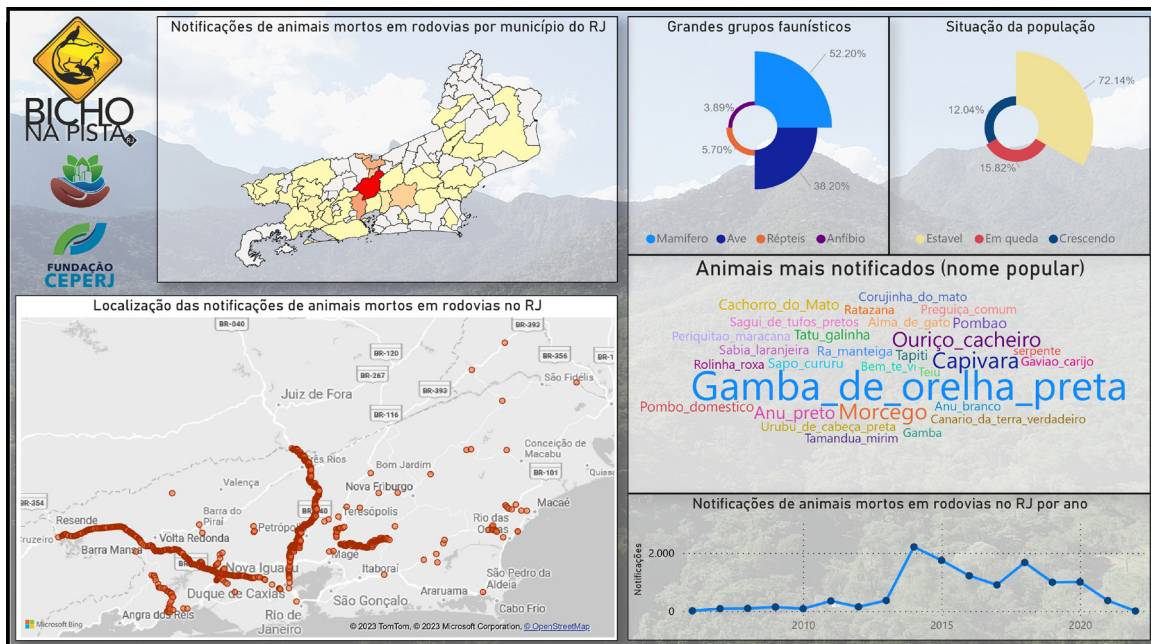 BICHO
NA PISTA
RJ
FUNDAÇÃO
CEPERJ
Notificações de animais mortos em rodovias por município do RJ
Grandes grupos faunísticos
52.20%
3.89%
5.70%
38.20%
Mamífero Ave Répteis Anfíbio
Situação da população
72.14%
12.04%
15.82%
Estavel Em queda Crescendo
Localização das notificações de animais mortos em rodovias no RJ
BR-040
BR-393
BR-120
BR-356
BR-1
BR-267
São Fidélis
BR-393
Juiz de Fora
BR-116
Conceição de
Macabu
Três Rios
Bom Jardim
BR-101
Quissa
Valença
Nova Friburgo
BR-354
Barra do
Piraí
Macaé
Resende
Petrópol
Teresópolis
Rio das
Cruzeiro
Volta Redonda
Barra Mansa
Magé
Nova Iguaçu
Itaboraí
São Pedro da
Aldeia
Duque de Caxias
Araruama
São Gonçalo
Angra dos Reis
Rio de
Janeiro
Cabo Frio
Microsoft Bing
© 2023 TomTom, © 2023 Microsoft Corporation, © OpenStreetMap
Animais mais notificados (nome popular)
Corujinha_do_mato
Cachorro_do_Mato
Ratazana
Preguiça_comum
Sagui_de_tufos_pretos
Alma_de_gato
Pombao
Periquitao_maracana
Tatu_galinha
Ouriço_cacheiro
Sabia_laranjeira
Ra_manteiga
Tapiti
Capivara
serpente
Rolinha_roxa
Sapo_cururu
Bem_te_vi
Teiu
Gaviao_carijo
Gamba_de_orelha_preta
Pombo_domestico
Anu_preto
Morcego
Anu_branco
Canario_da_terra_verdadeiro
Urubu_de_cabeça_preta
Gamba
Tamandua_mirim
Notificações de animais mortos em rodovias no RJ por ano
Notificações
2.000
0
2010
2015
2020